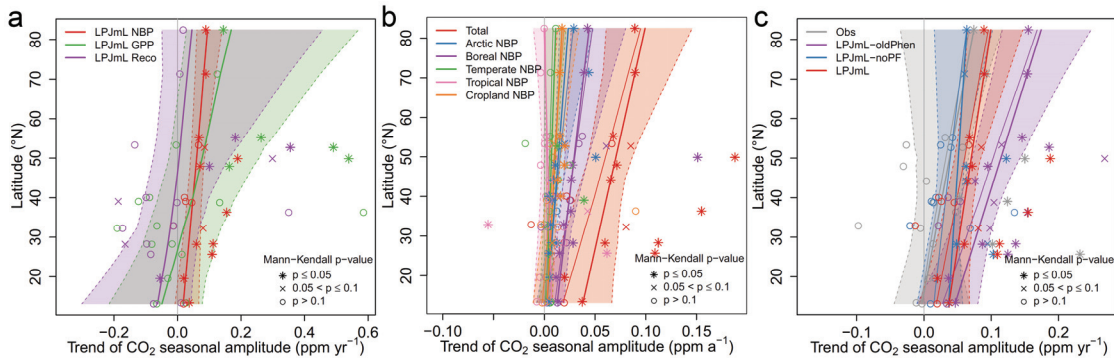 a
LPJmL NBP
LPJmL GPP
LPJmL Reco
Latitude (°N)
80
70
60
50
40
30
20
Mann−Kendall p−value
p ≤ 0.05
0.05 < p ≤ 0.1
p > 0.1
−0.2
0.0
0.2
0.4
0.6
Trend of CO2 seasonal amplitude (ppm yr−1)
b
Total
Arctic NBP
Boreal NBP
Temperate NBP
Tropical NBP
Cropland NBP
Latitude (°N)
80
70
60
50
40
30
20
Mann−Kendall p−value
p ≤ 0.05
0.05 < p ≤ 0.1
p > 0.1
−0.10
0.00
0.05
0.10
0.15
0.20
Trend of CO2 seasonal amplitude (ppm a−1)
c
Obs
LPJmL−oldPhen
LPJmL−noPF
LPJmL
Latitude (°N)
80
70
60
50
40
30
20
Mann−Kendall p−value
p ≤ 0.05
0.05 < p ≤ 0.1
p > 0.1
−0.1
0.0
0.1
0.2
Trend of CO2 seasonal amplitude (ppm yr−1)